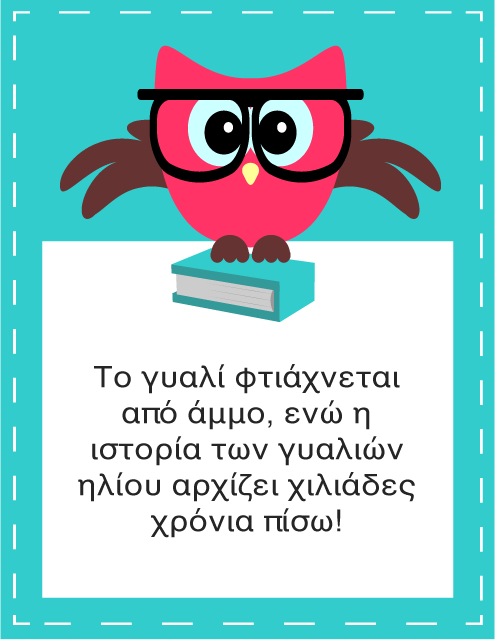 Το γυαλί φτιάχνεται
από άμμο, ενώ η
ιστορία των γυαλιών
ηλίου αρχίζει χιλιάδες
χρόνια πίσω!